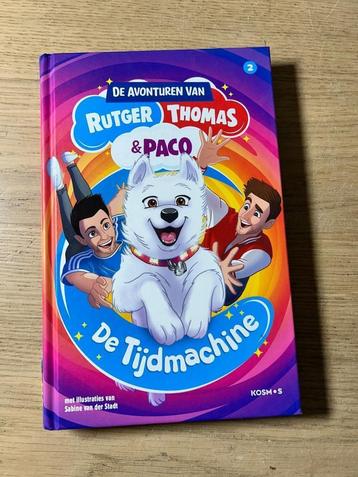 DE AVONTUREN VAN
2
RUTGER THOMAS
& PACO
De Tijdmachine
met illustraties van
Sabine van der Stadt
KOSMOS